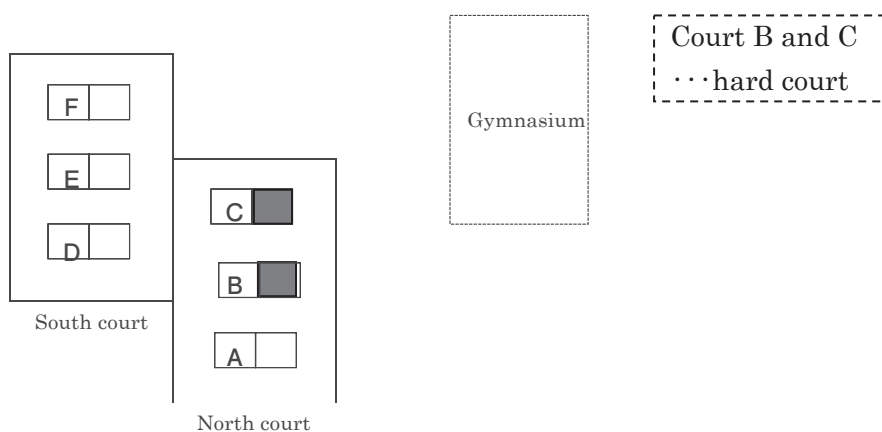 Court B and C
···hard court
Gymnasium
F
E
D
South court
C
B
A
North court